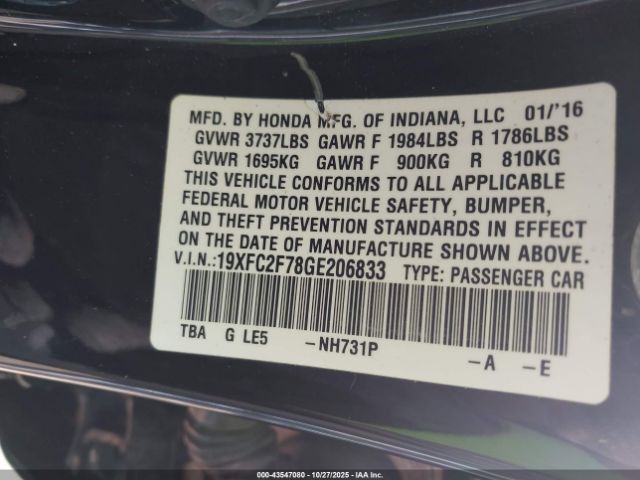 MFD. BY HONDA MFG. OF INDIANA, LLC 01/'16
GVWR 3737LBS GAWR F 1984LBS R 1786LBS
GVWR 1695KG GAWR F 900KG R 810KG
THIS VEHICLE CONFORMS TO ALL APPLICABLE
FEDERAL MOTOR VEHICLE SAFETY, BUMPER,
AND THEFT PREVENTION STANDARDS IN EFFECT
ON THE DATE OF MANUFACTURE SHOWN ABOVE.
V.I.N.:19XFC2F78GE206833 TYPE: PASSENGER CAR
TBA G LE5 -NH731P -A -E
000-43547080 - 10/27/2025 - IAA Inc.